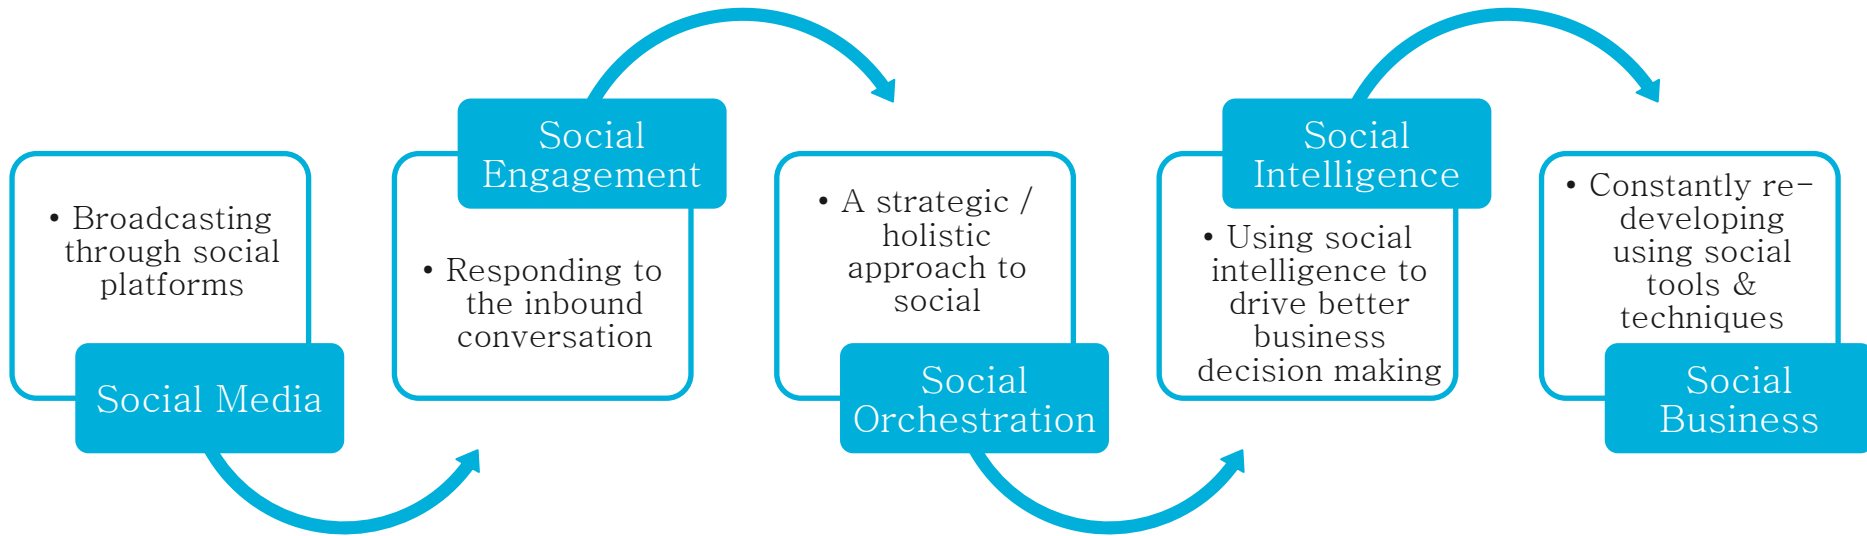 • Broadcasting
through social
platforms
Social Media
Social
Engagement
• Responding to
the inbound
conversation
• A strategic /
holistic
approach to
social
Social
Orchestration
Social
Intelligence
• Using social
intelligence to
drive better
business
decision making
• Constantly re-
developing
using social
tools &
techniques
Social
Business